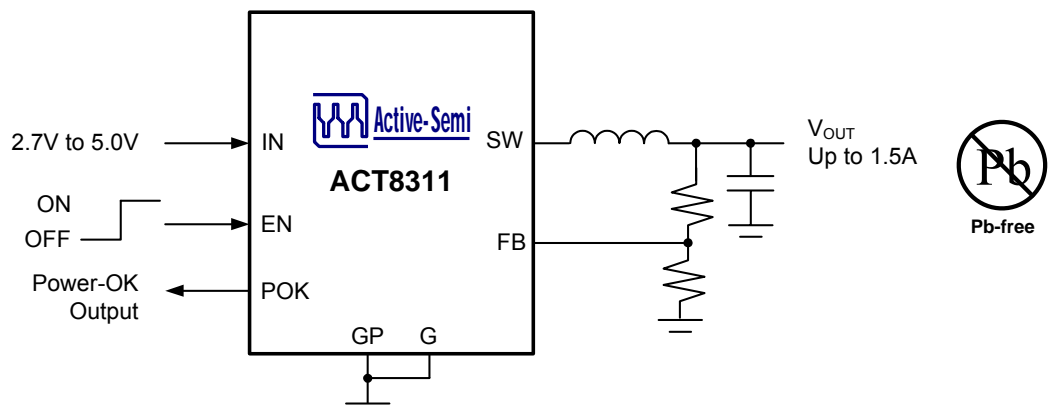 Active-Semi
ACT8311
2.7V to 5.0V
IN
ON
OFF
EN
Power-OK
Output
POK
GP
G
SW
FB
V_OUT
Up to 1.5A
Pb
Pb-free